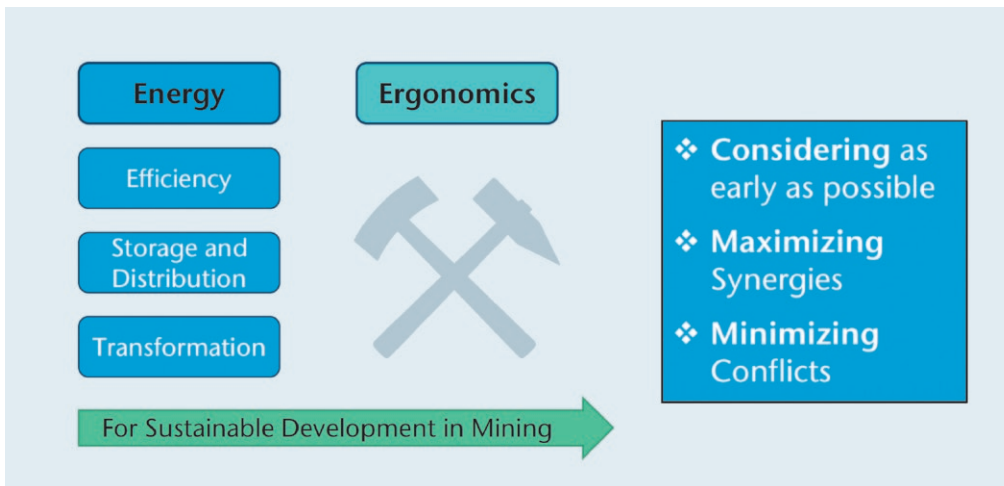 Energy
Efficiency
Storage and
Distribution
Transformation
Ergonomics
❖ Considering as
early as possible
❖ Maximizing
Synergies
❖ Minimizing
Conflicts
For Sustainable Development in Mining